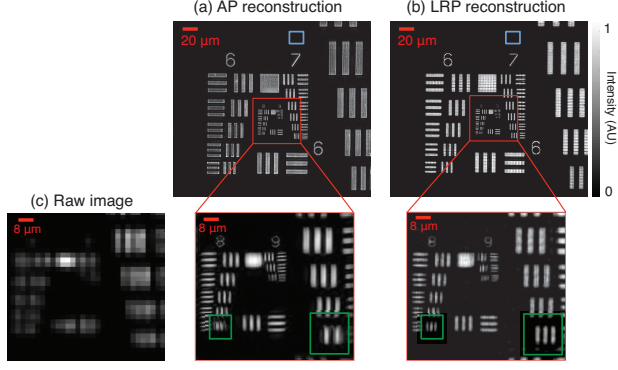 (a) AP reconstruction
(b) LRP reconstruction
20 μm
6
7
6
20 μm
6
7
6
1
Intensity (AU)
0
(c) Raw image
8 μm
8 μm
8
9
8 μm
8
9